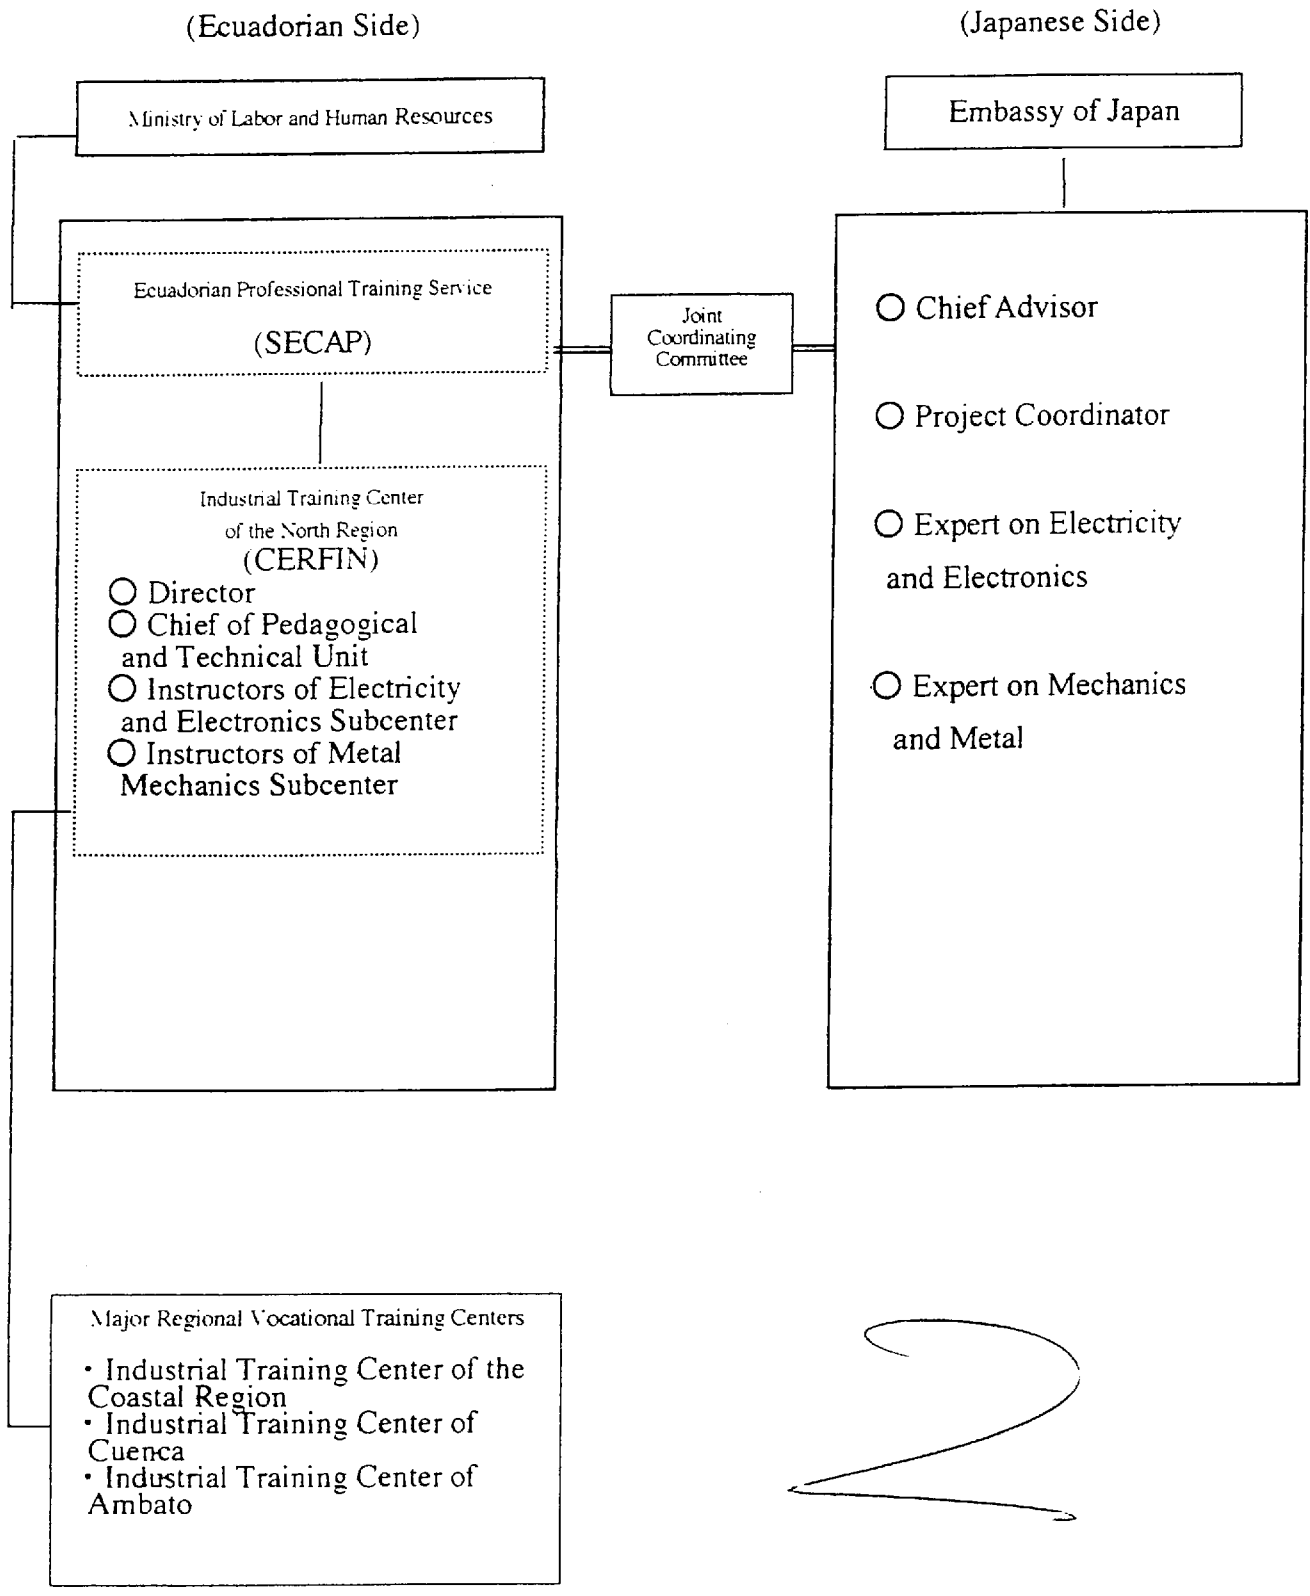 (Ecuadorian Side)
(Japanese Side)
Ministry of Labor and Human Resources
Embassy of Japan
Ecuadorian Professional Training Service
(SECAP)
Joint
Coordinating
Committee
Industrial Training Center
of the North Region
(CERFIN)
○ Director
○ Chief of Pedagogical
and Technical Unit
○ Instructors of Electricity
and Electronics Subcenter
○ Instructors of Metal
Mechanics Subcenter
○ Chief Advisor
○ Project Coordinator
○ Expert on Electricity
and Electronics
○ Expert on Mechanics
and Metal
Major Regional Vocational Training Centers
・Industrial Training Center of the
Coastal Region
・Industrial Training Center of
Cuenca
・Industrial Training Center of
Ambato